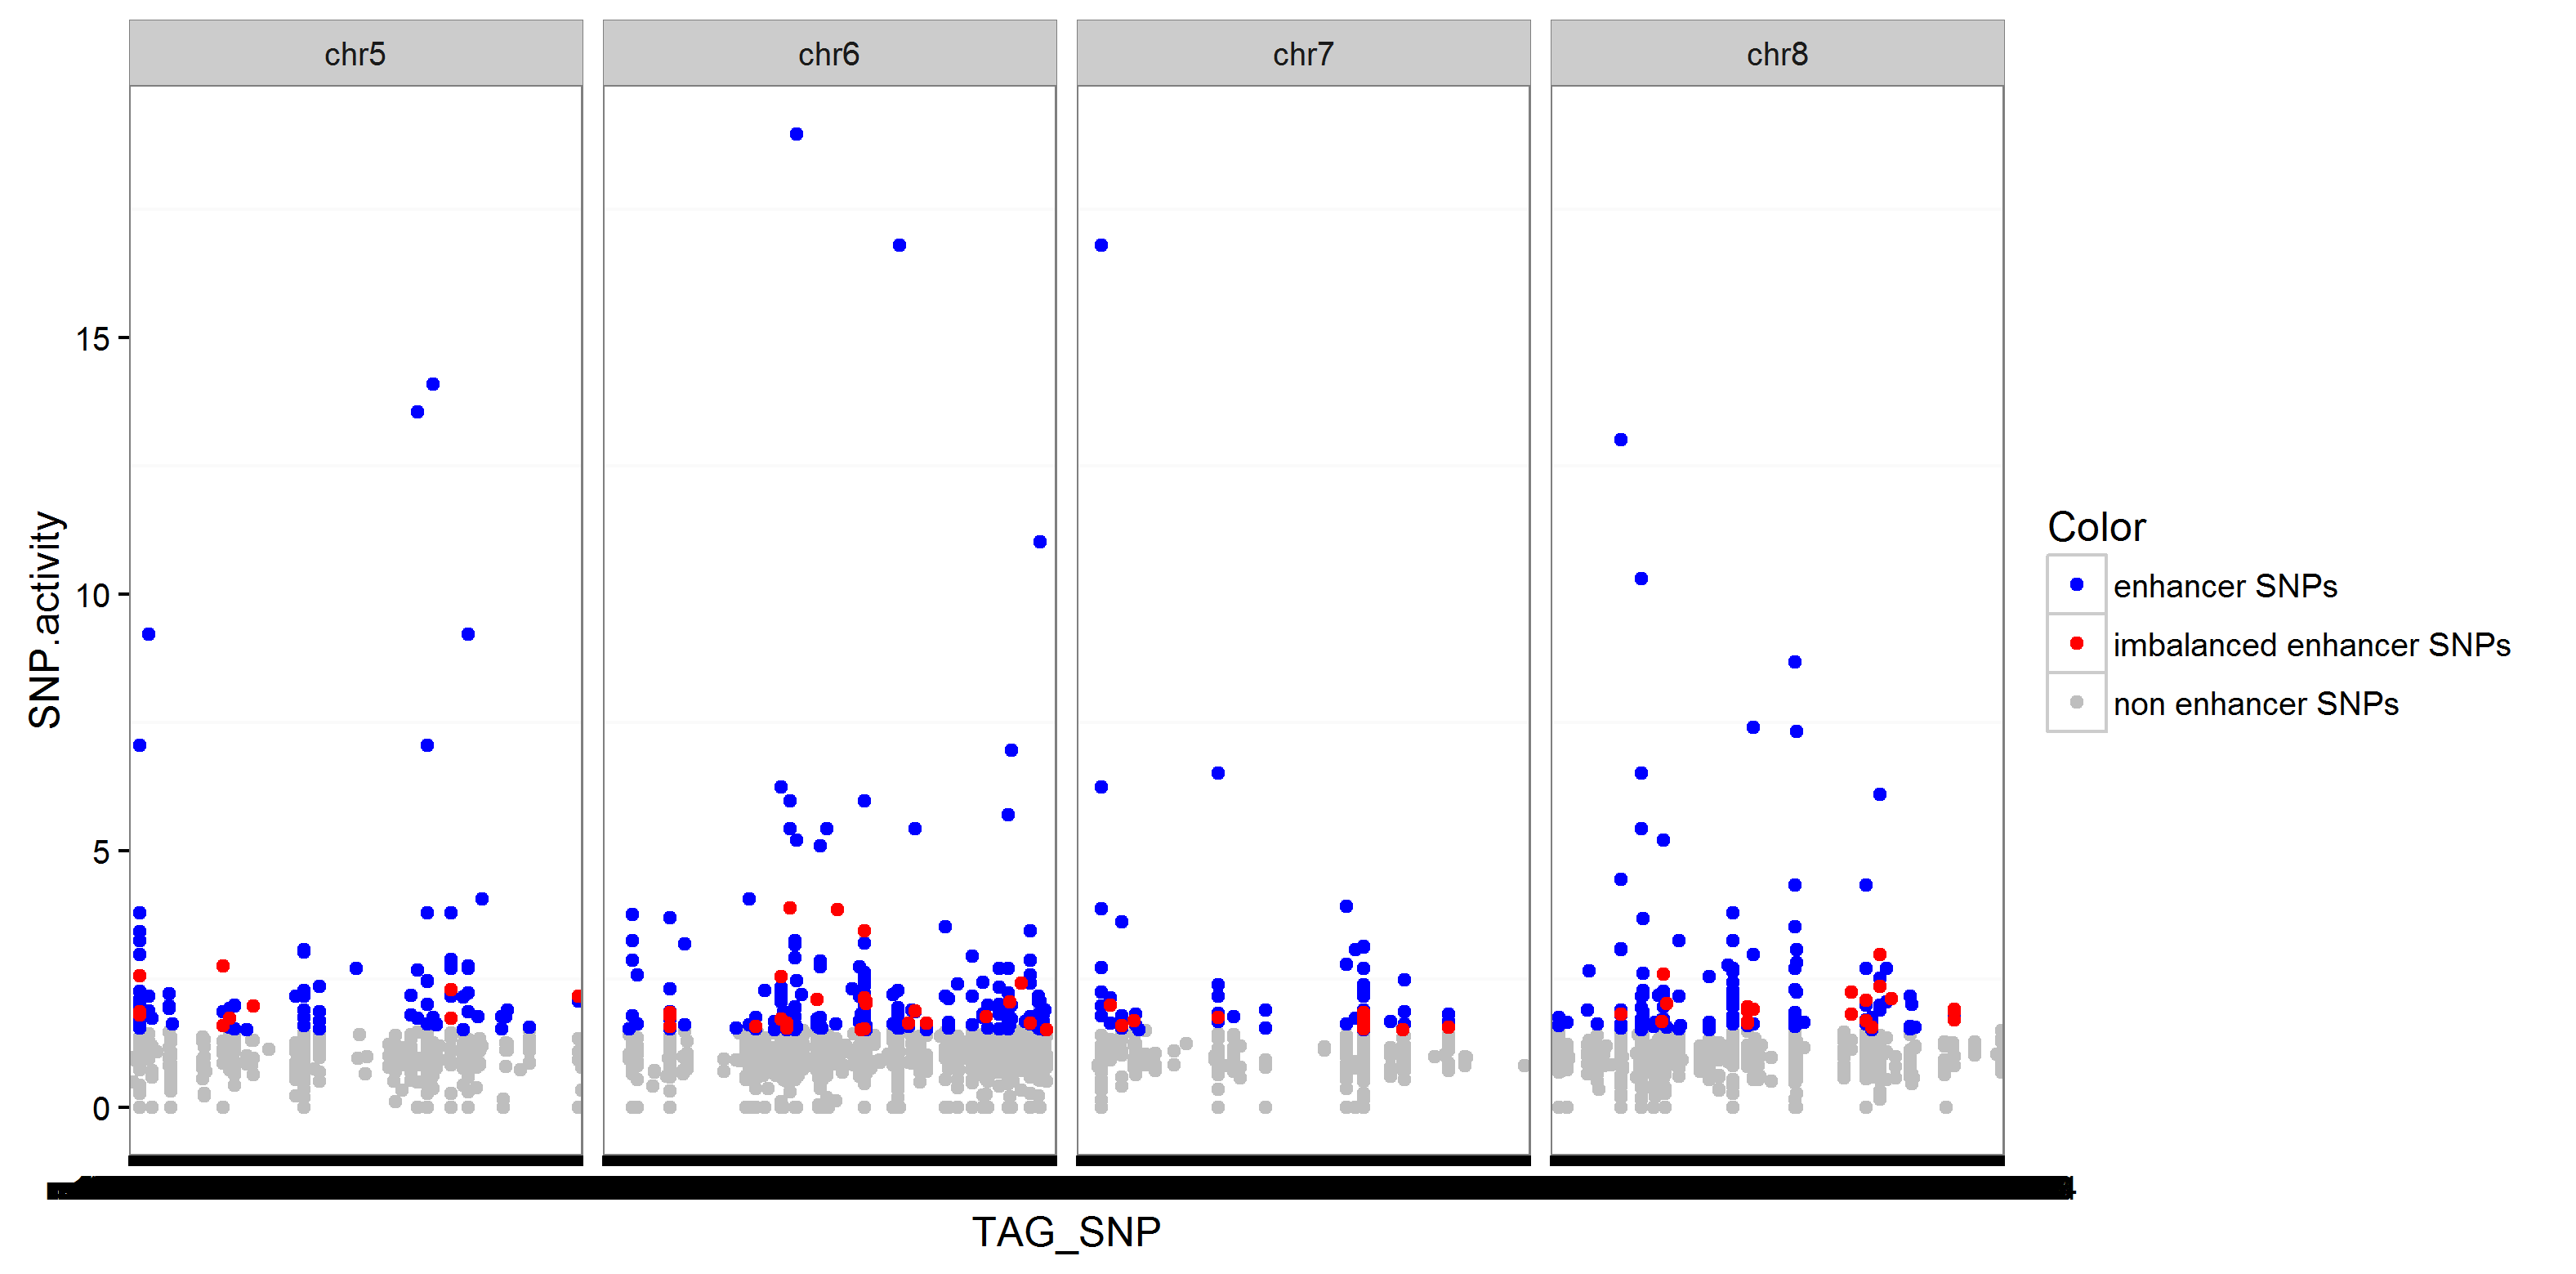 chr5
chr6
chr7
chr8
15
10
5
0
SNP.activity
TAG_SNP
Color
enhancer SNPs
imbalanced enhancer SNPs
non enhancer SNPs